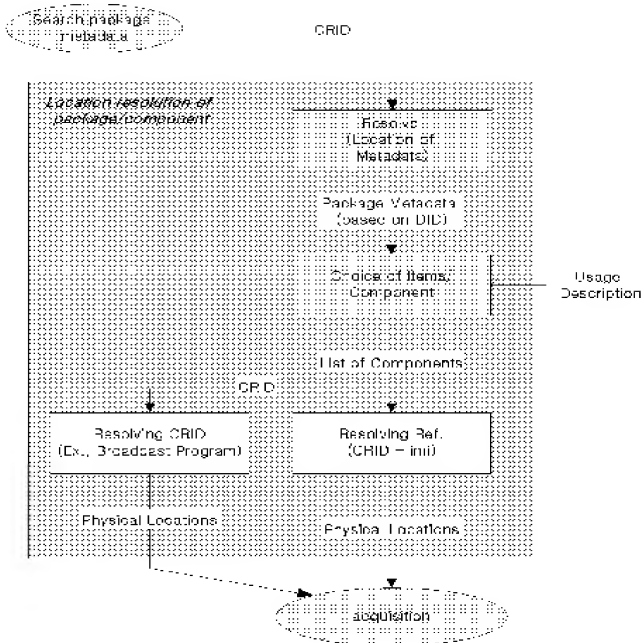 Search package
metadata
CRID
Location resolution of
package/component
Resolve
(Location of
Metadata)
Package Metadata
(based on DID)
Choice of Items/
Component
Usage
Description
List of Components
CRID
Resolving CRID
(Ex., Broadcast Program)
Resolving Ref.
(CRID – imi)
Physical Locations
Physical Locations
acquisition